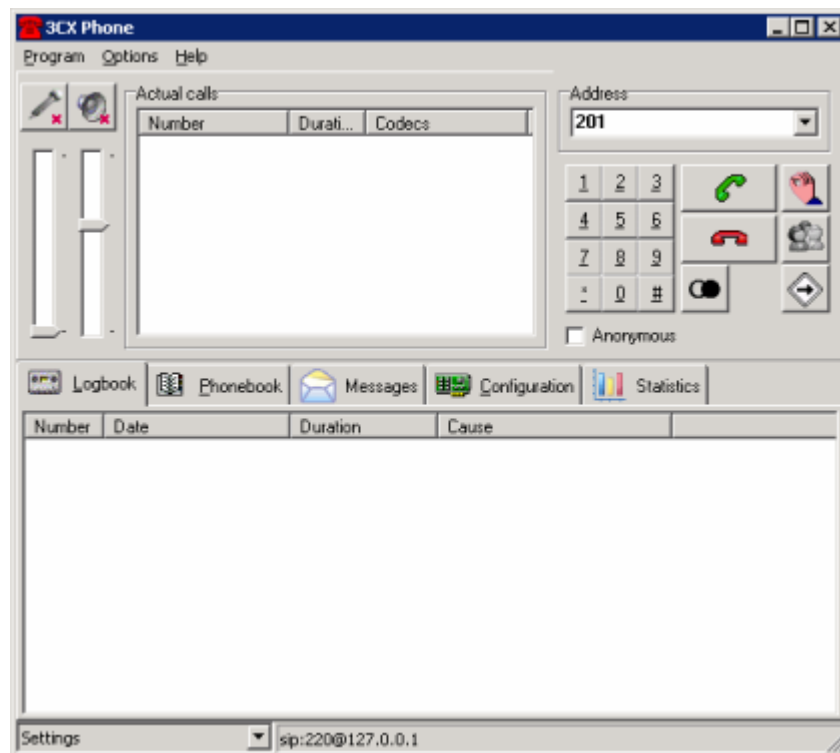 3CX Phone
Program Options Help
Actual calls
Number Durati... Codecs
Address
201
1 2 3
4 5 6
7 8 9
* 0 #
Anonymous
Logbook Phonebook Messages Configuration Statistics
Number Date Duration Cause
Settings sip:220@127.0.0.1